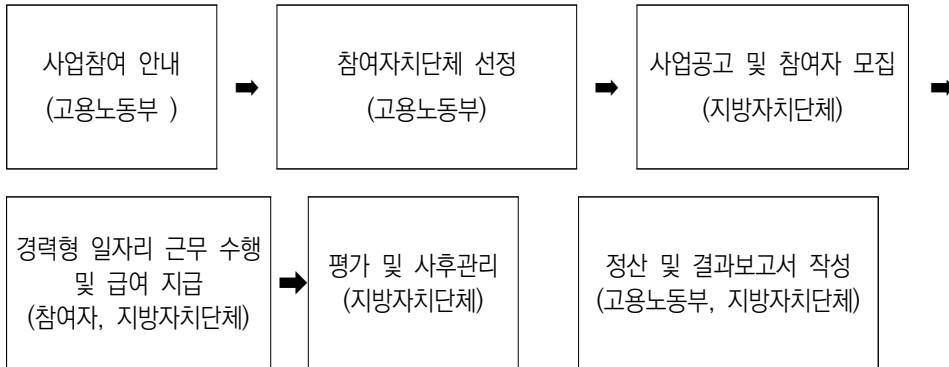 사업참여 안내
(고용노동부 )
➡
참여자치단체 선정
(고용노동부)
➡
사업공고 및 참여자 모집
(지방자치단체)
➡
경력형 일자리 근무 수행
및 급여 지급
(참여자, 지방자치단체)
➡
평가 및 사후관리
(지방자치단체)
정산 및 결과보고서 작성
(고용노동부, 지방자치단체)